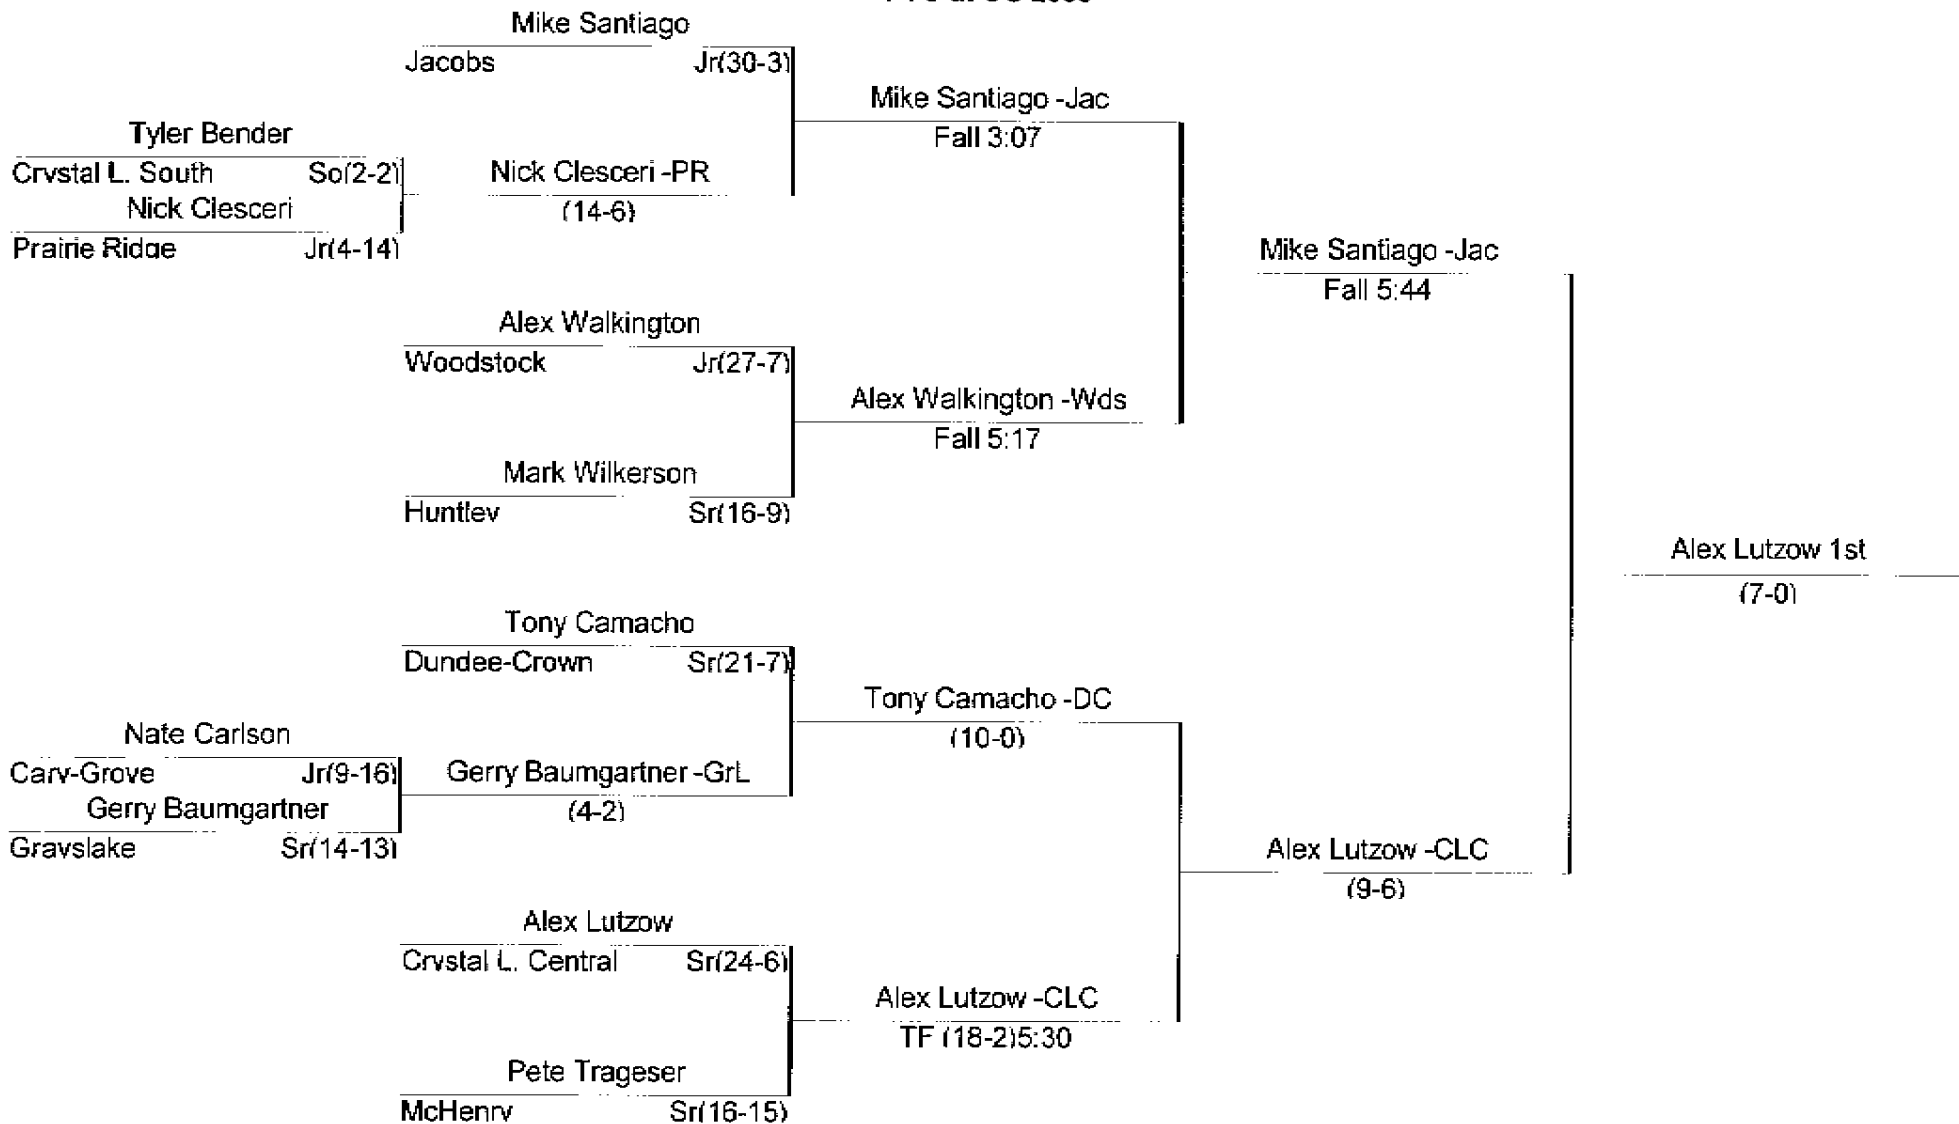 Mike Santiago
Jacobs Jr(30-3)
Tyler Bender
Crystal L. South So(2-2)
Nick Clesceri
Prairie Ridge Jr(4-14)
Nick Clesceri -PR
(14-6)
Mike Santiago -Jac
Fall 3:07
Alex Walkington
Woodstock Jr(27-7)
Mark Wilkerson
Huntley Sr(16-9)
Alex Walkington -Wds
Fall 5:17
Mike Santiago -Jac
Fall 5:44
Tony Camacho
Dundee-Crown Sr(21-7)
Nate Carlson
Cary-Grove Jr(9-16)
Gerry Baumgartner
Grayslake Sr(14-13)
Gerry Baumgartner -GrL
(4-2)
Tony Camacho -DC
(10-0)
Alex Lutzow
Crystal L. Central Sr(24-6)
Pete Trageser
McHenry Sr(16-15)
Alex Lutzow -CLC
TF (18-2)5:30
Alex Lutzow -CLC
(9-6)
Alex Lutzow 1st
(7-0)